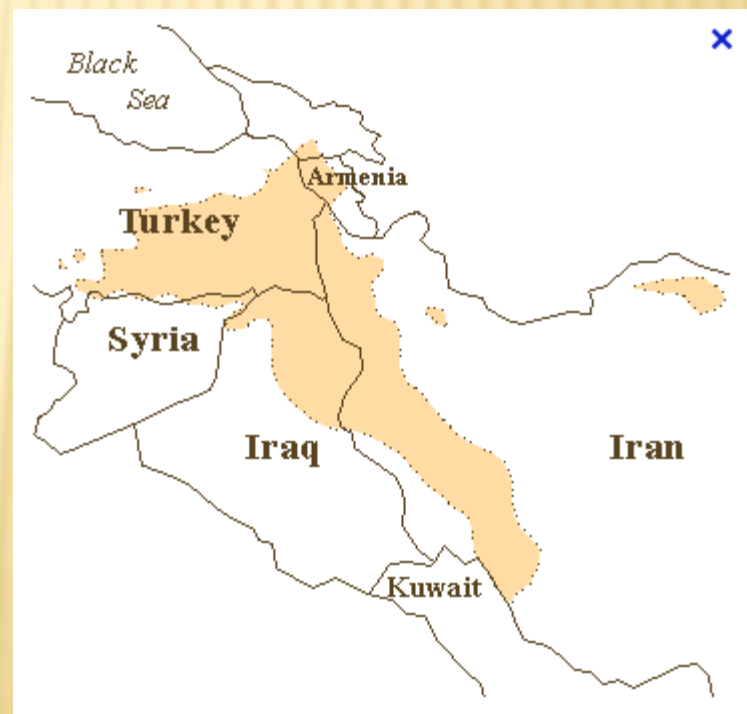 Black
Sea
Armenia
Turkey
Syria
Iraq
Iran
Kuwait